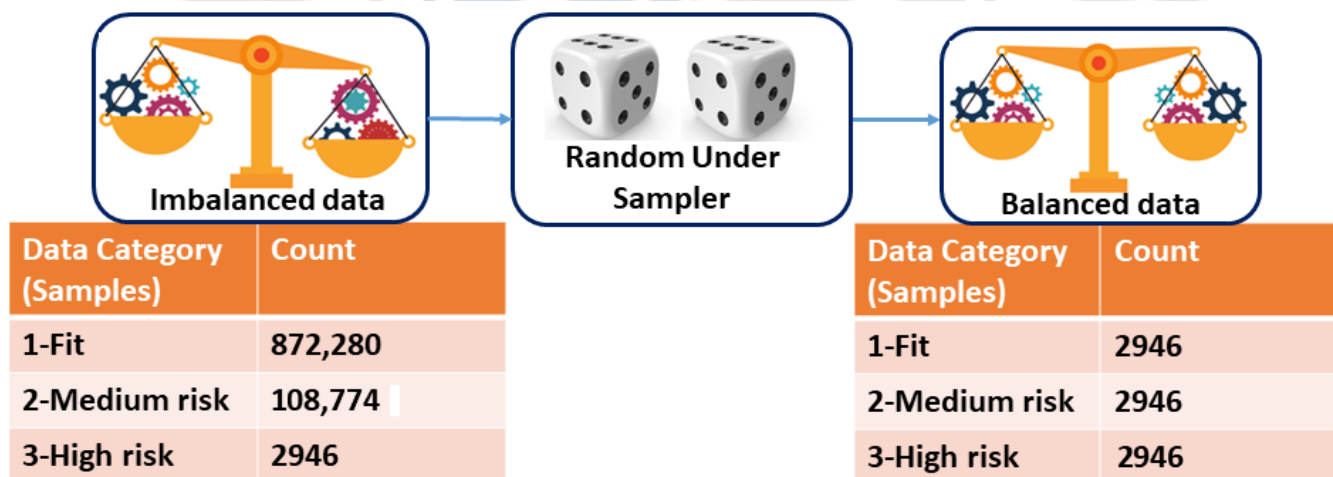 Imbalanced data
Random Under
Sampler
Balanced data
Data Category
(Samples)
Count
1-Fit
872,280
2-Medium risk
108,774
3-High risk
2946
Data Category
(Samples)
Count
1-Fit
2946
2-Medium risk
2946
3-High risk
2946